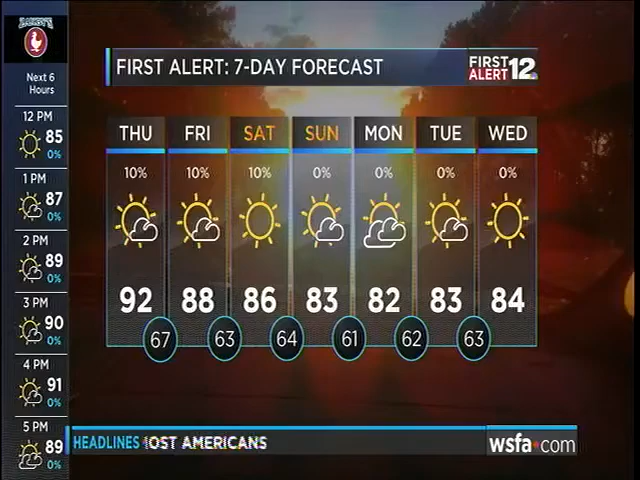 Next 6
Hours
12 PM
85
0%
1 PM
87
0%
2 PM
89
0%
3 PM
90
0%
4 PM
91
0%
5 PM
89
0%
FIRST ALERT: 7-DAY FORECAST
FIRST
ALERT 12
THU FRI SAT SUN MON TUE WED
10% 10% 10% 0% 0% 0% 0%
92 88 86 83 82 83 84
67 63 64 61 62 63
HEADLINES MOST AMERICANS
wsfa.com